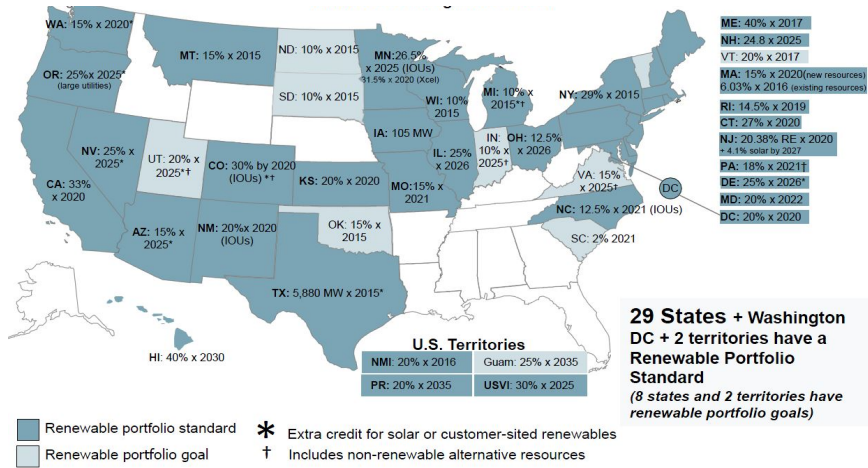 WA: 15% x 2020*
OR: 25%x 2025*
(large utilities)
CA: 33%
x 2020
NV: 25% x
2025*
UT: 20% x
2025*†
AZ: 15% x
2025*
MT: 15% x 2015
CO: 30% by 2020
(IOUs) *†
NM: 20%x 2020
(IOUs)
ND: 10% x 2015
SD: 10% x 2015
KS: 20% x 2020
OK: 15% x
2015
TX: 5,880 MW x 2015*
MN:26.5%
x 2025 (IOUs)
31.5% x 2020 (Xcel)
IA: 105 MW
MO:15% x
2021
WI: 10%
2015
IL: 25%
x 2026
MI: 10% x
2015*†
IN:
10% x
2025†
OH: 12.5%
x 2026
NY: 29% x 2015
VA: 15%
x 2025†
NC: 12.5% x 2021 (IOUs)
SC: 2% 2021
DC
HI: 40% x 2030
ME: 40% x 2017
NH: 24.8 x 2025
VT: 20% x 2017
MA: 15% x 2020(new resources)
6.03% x 2016 (existing resources)
RI: 14.5% x 2019
CT: 27% x 2020
NJ: 20.38% RE x 2020
+ 4.1% solar by 2027
PA: 18% x 2021†
DE: 25% x 2026*
MD: 20% x 2022
DC: 20% x 2020
U.S. Territories
NMI: 20% x 2016
Guam: 25% x 2035
PR: 20% x 2035
USVI: 30% x 2025
29 States + Washington
DC + 2 territories have a
Renewable Portfolio
Standard
(8 states and 2 territories have
renewable portfolio goals)
Renewable portfolio standard
Renewable portfolio goal
* Extra credit for solar or customer-sited renewables
† Includes non-renewable alternative resources